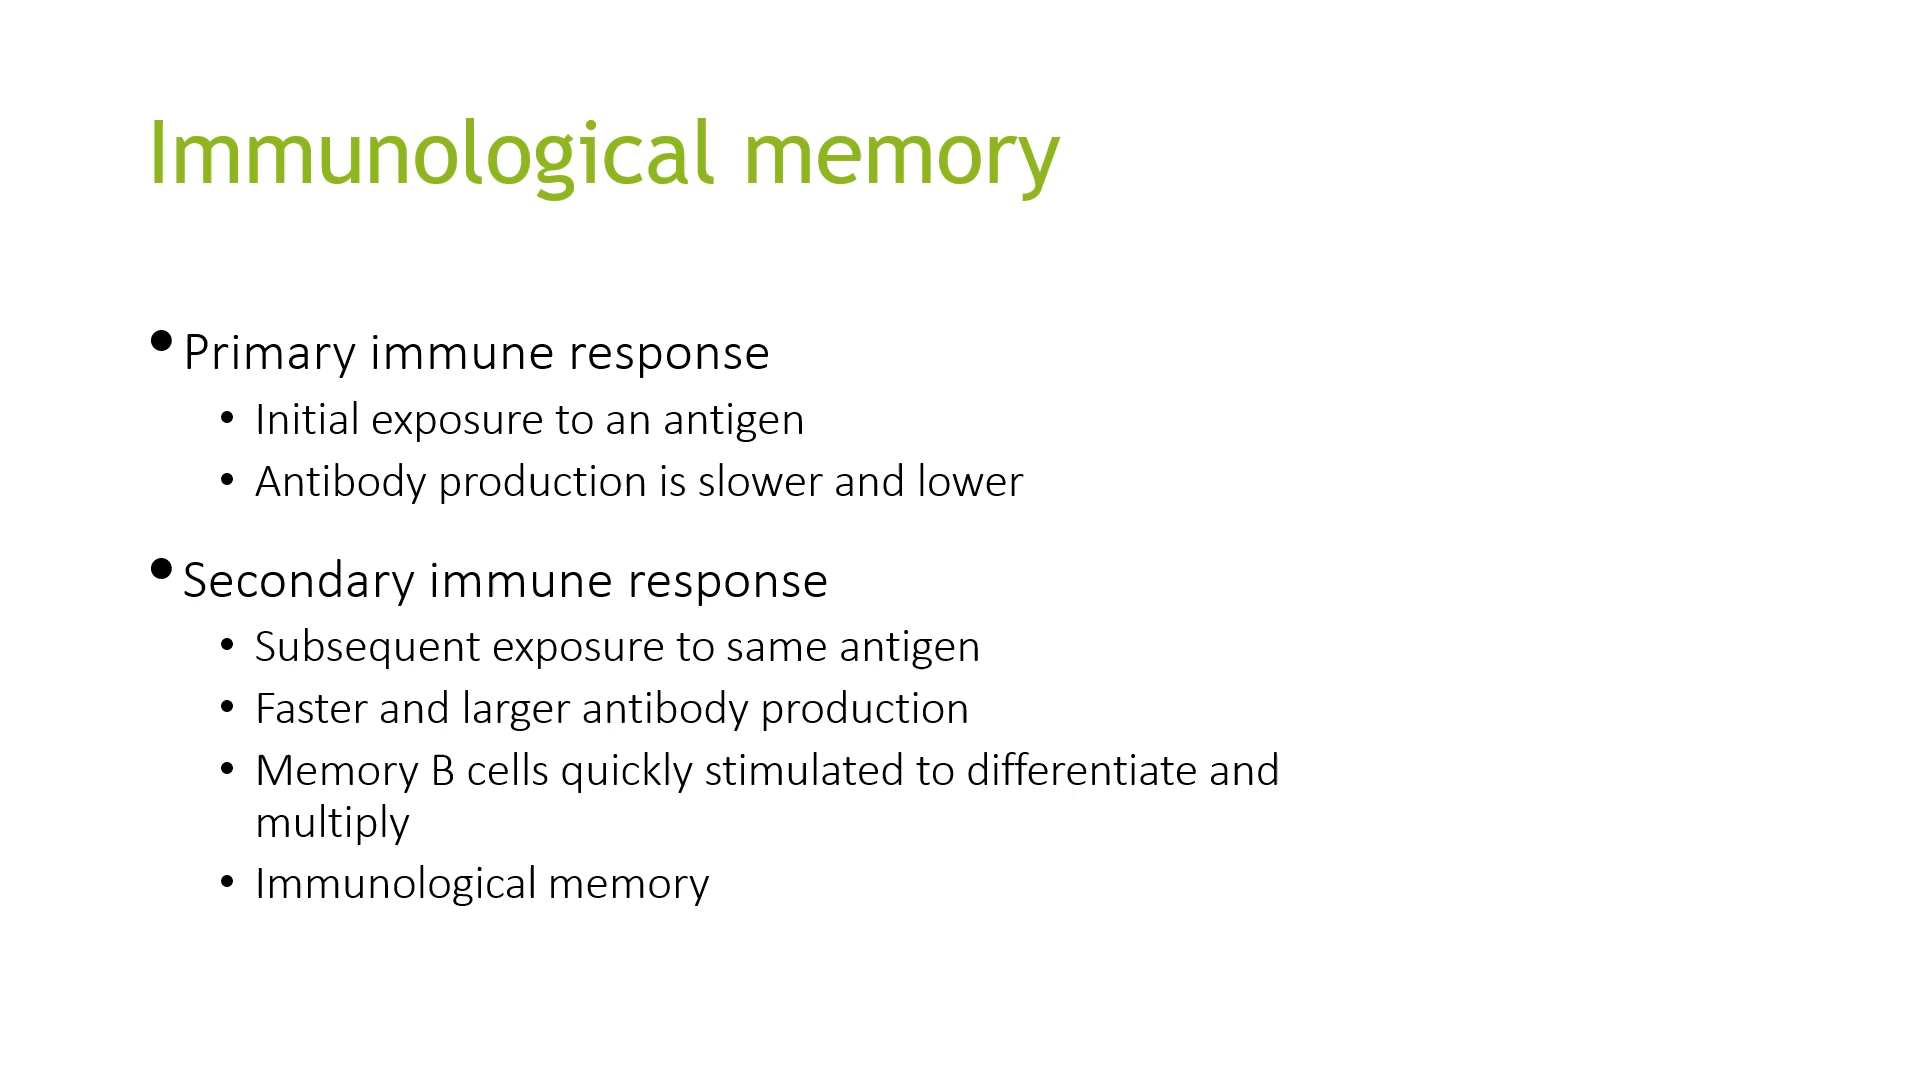 Immunological memory
• Primary immune response
• Initial exposure to an antigen
• Antibody production is slower and lower
• Secondary immune response
• Subsequent exposure to same antigen
• Faster and larger antibody production
• Memory B cells quickly stimulated to differentiate and
multiply
• Immunological memory